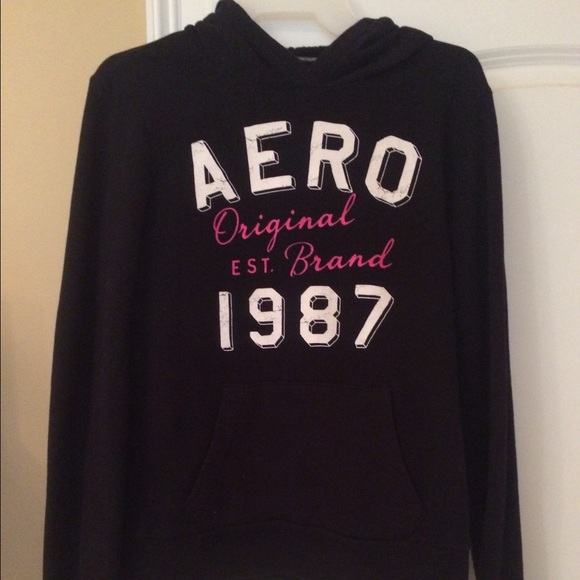 AERO
Original
EST. Brand
1987